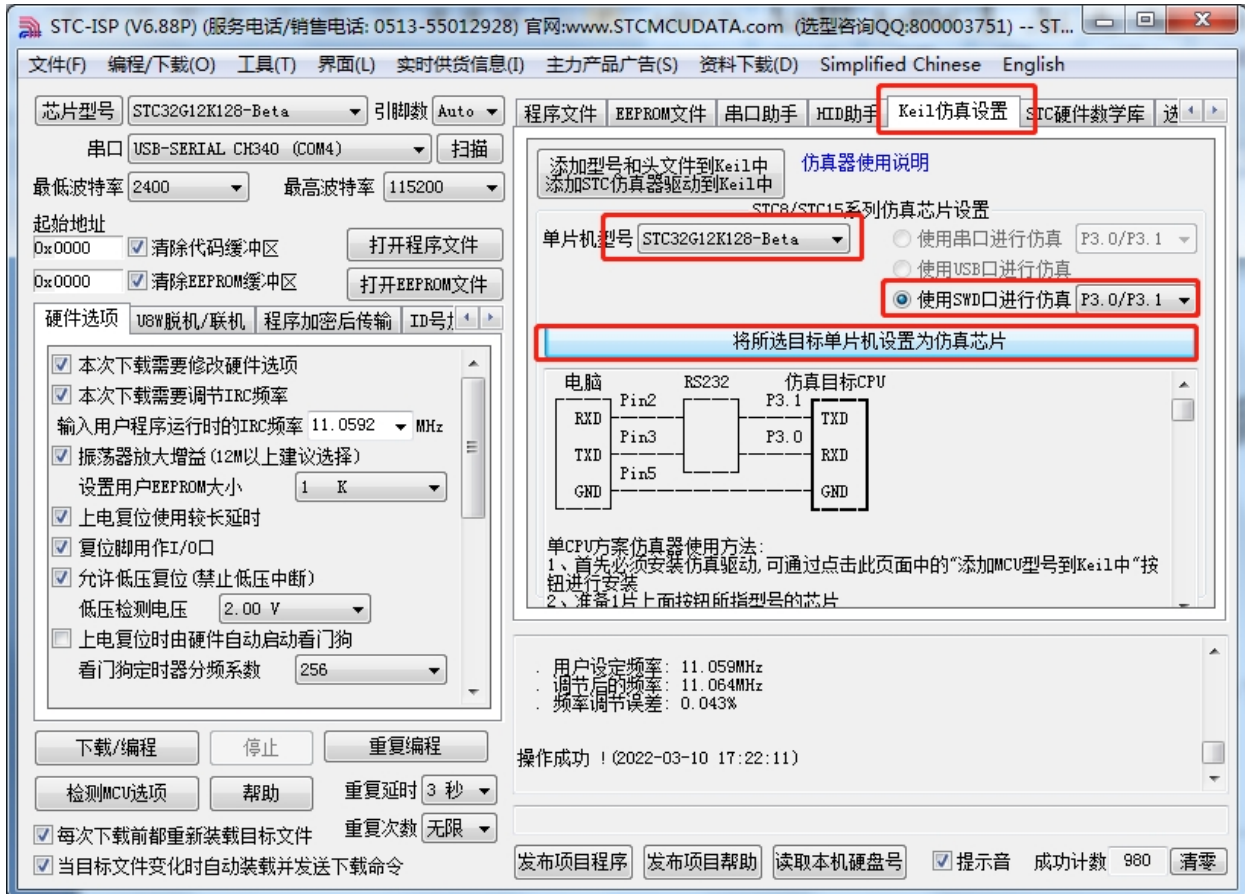 STC-ISP (V6.88P) (服务电话/销售电话: 0513-55012928) 官网:www.STCMCUDATA.com (选型咨询QQ:800003751) -- ST...
文件(F) 编程/下载(O) 工具(T) 界面(L) 实时供货信息(I) 主力产品广告(S) 资料下载(D) Simplified Chinese English
芯片型号 STC32G12K128-Beta 引脚数 Auto
串口 USB-SERIAL CH340 (COM4) 扫描
最低波特率 2400 最高波特率 115200
起始地址
0x0000 清除代码缓冲区 打开程序文件
0x0000 清除EEPROM缓冲区 打开EEPROM文件
硬件选项 U8W脱机/联机 程序加密后传输 ID号
本次下载需要修改硬件选项
本次下载需要调节IRC频率
输入用户程序运行时的IRC频率 11.0592 MHz
振荡器放大增益(12M以上建议选择)
设置用户EEPROM大小 1 K
上电复位使用较长延时
复位脚用作I/O口
允许低压复位(禁止低压中断)
低压检测电压 2.00 V
上电复位时由硬件自动启动看门狗
看门狗定时器分频系数 256
下载/编程 停止 重复编程
检测MCU选项 帮助 重复延时 3 秒
每次下载前都重新装载目标文件 重复次数 无限
当目标文件变化时自动装载并发送下载命令
程序文件 EEPROM文件 串口助手 HID助手 Keil仿真设置 STC硬件数学库 选
添加型号和头文件到Keil中
添加STC仿真器驱动到Keil中
仿真器使用说明
STC8/STC15系列仿真芯片设置
单片机型号 STC32G12K128-Beta 使用串口进行仿真 P3.0/P3.1
使用USB口进行仿真
使用SWD口进行仿真 P3.0/P3.1
将所选目标单片机设置为仿真芯片
电脑 RS232 仿真目标CPU
Pin2 P3.1
RXD TXD
Pin3 P3.0
TXD RXD
Pin5
GND GND
单CPU方案仿真器使用方法:
1、首先必须安装仿真驱动,可通过点击此页面中的"添加MCU型号到Keil中"按
钮进行安装
2、准备1片上面按钮所指型号的芯片
. 用户设定频率: 11.059MHz
. 调节后的频率: 11.064MHz
. 频率调节误差: 0.043%
操作成功 !(2022-03-10 17:22:11)
发布项目程序 发布项目帮助 读取本机硬盘号 提示音 成功计数 980 清零